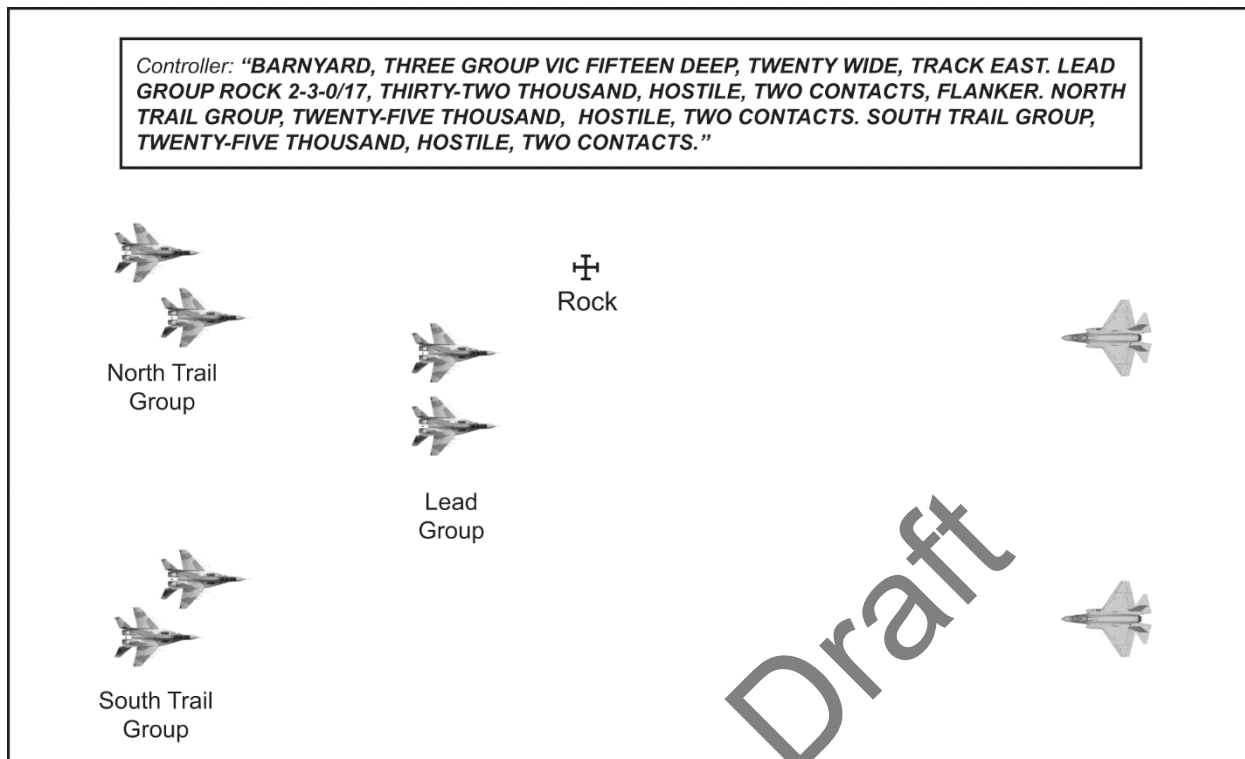 Controller: “BARNYARD, THREE GROUP VIC FIFTEEN DEEP, TWENTY WIDE, TRACK EAST. LEAD
GROUP ROCK 2-3-0/17, THIRTY-TWO THOUSAND, HOSTILE, TWO CONTACTS, FLANKER. NORTH
TRAIL GROUP, TWENTY-FIVE THOUSAND, HOSTILE, TWO CONTACTS. SOUTH TRAIL GROUP,
TWENTY-FIVE THOUSAND, HOSTILE, TWO CONTACTS.”
Rock
North Trail
Group
Lead
Group
South Trail
Group
Draft